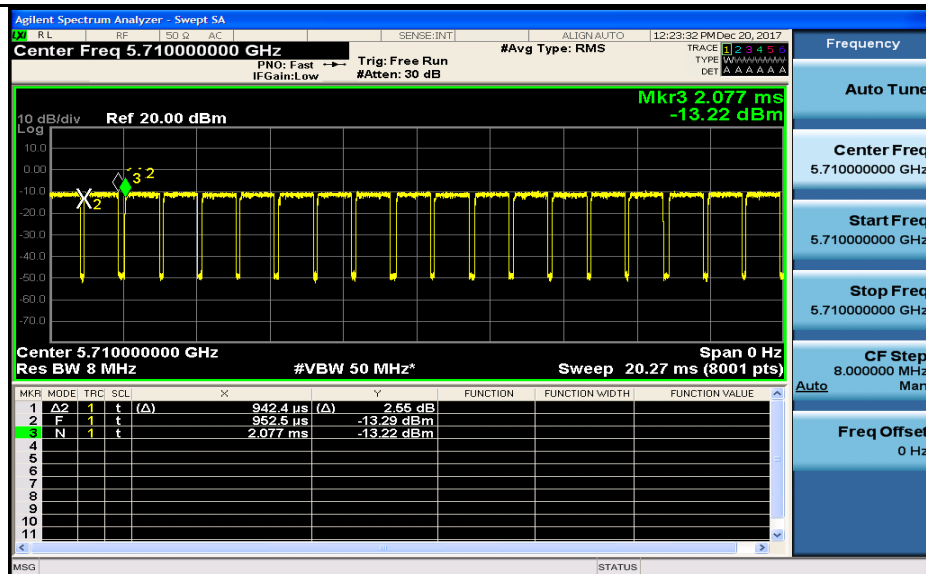 Agilent Spectrum Analyzer - Swept SA
LXI RL RF 50 Ω AC SENSE:INT ALIGN AUTO 12:23:32 PM Dec 20, 2017
Center Freq 5.710000000 GHz #Avg Type: RMS TRACE 1 2 3 4 5 6
PNO: Fast Trig: Free Run TYPE WWWWWW
IFGain:Low #Atten: 30 dB DET A A A A A A
Mkr3 2.077 ms
10 dB/div Ref 20.00 dBm -13.22 dBm
Log
10.0
0.00
-10.0
-20.0
-30.0
-40.0
-50.0
-60.0
-70.0
3 2
X2
Center 5.710000000 GHz Span 0 Hz
Res BW 8 MHz #VBW 50 MHz* Sweep 20.27 ms (8001 pts)
MKR MODE TRC SCL X Y FUNCTION FUNCTION WIDTH FUNCTION VALUE
1 Δ2 1 t (Δ) 942.4 µs (Δ) 2.55 dB
2 F 1 t 952.5 µs -13.29 dBm
3 N 1 t 2.077 ms -13.22 dBm
4
5
6
7
8
9
10
11
MSG STATUS
Frequency
Auto Tune
Center Freq
5.710000000 GHz
Start Freq
5.710000000 GHz
Stop Freq
5.710000000 GHz
CF Step
8.000000 MHz
Auto Man
Freq Offset
0 Hz